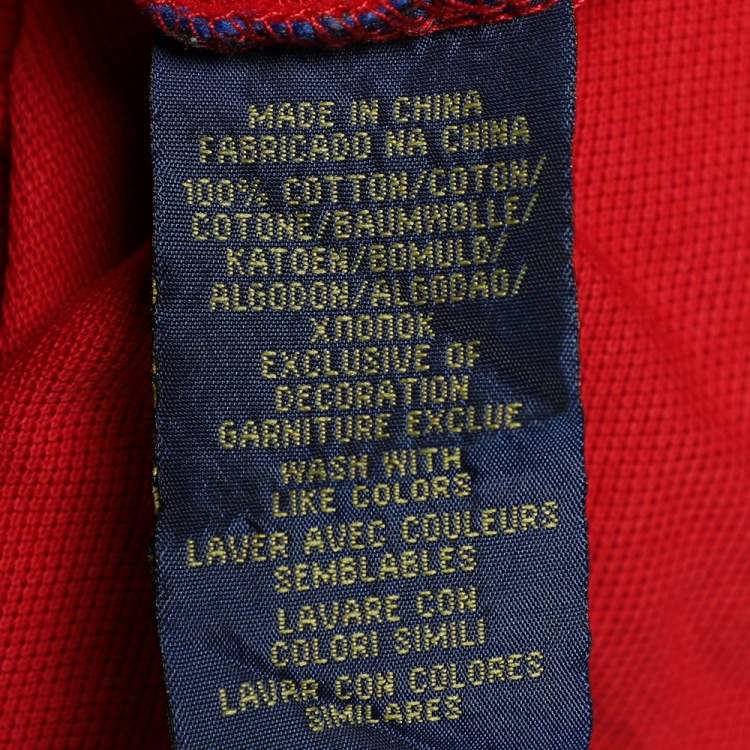 MADE IN CHINA
FABRICADO NA CHINA
100% COTTON/COTON/
COTONE/BAUMWOLLE/
KATOEN/BOMULD/
ALGODON/ALGODAO/
ХЛОПОК
EXCLUSIVE OF
DECORATION
GARNITURE EXCLUE
WASH WITH
LIKE COLORS
LAVER AVEC COULEURS
SEMBLABLES
LAVARE CON
COLORI SIMILI
LAVAR CON COLORES
SIMILARES